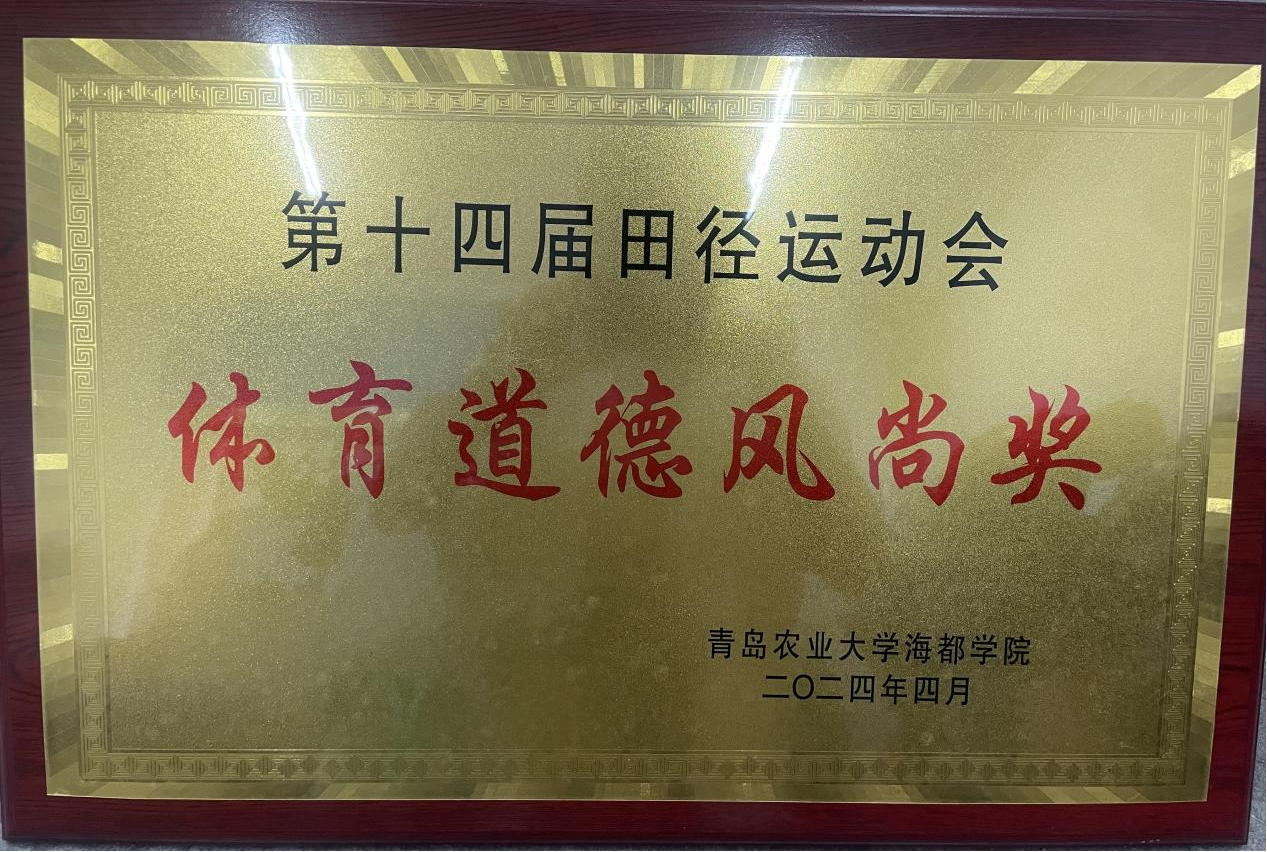 第十四届田径运动会
体育道德风尚奖
青岛农业大学海都学院
二〇二四年四月